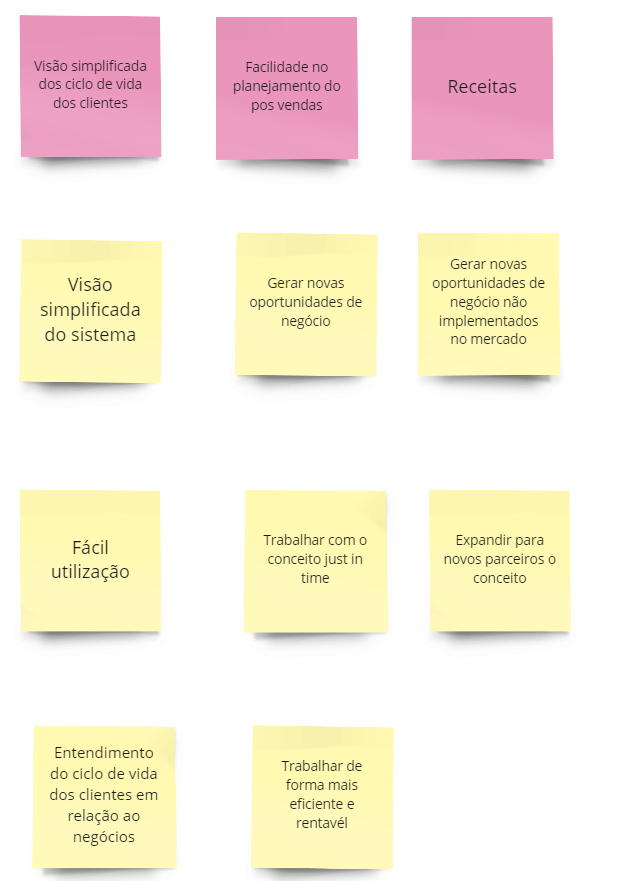 Visão simplificada
dos ciclo de vida
dos clientes
Facilidade no
planejamento do
pos vendas
Receitas
Visão
simplificada
do sistema
Gerar novas
oportunidades de
negócio
Gerar novas
oportunidades de
negócio não
implementados
no mercado
Fácil
utilização
Trabalhar com o
conceito just in
time
Expandir para
novos parceiros o
conceito
Entendimento
do ciclo de vida
dos clientes em
relação ao
negócios
Trabalhar de
forma mais
eficiente e
rentavél